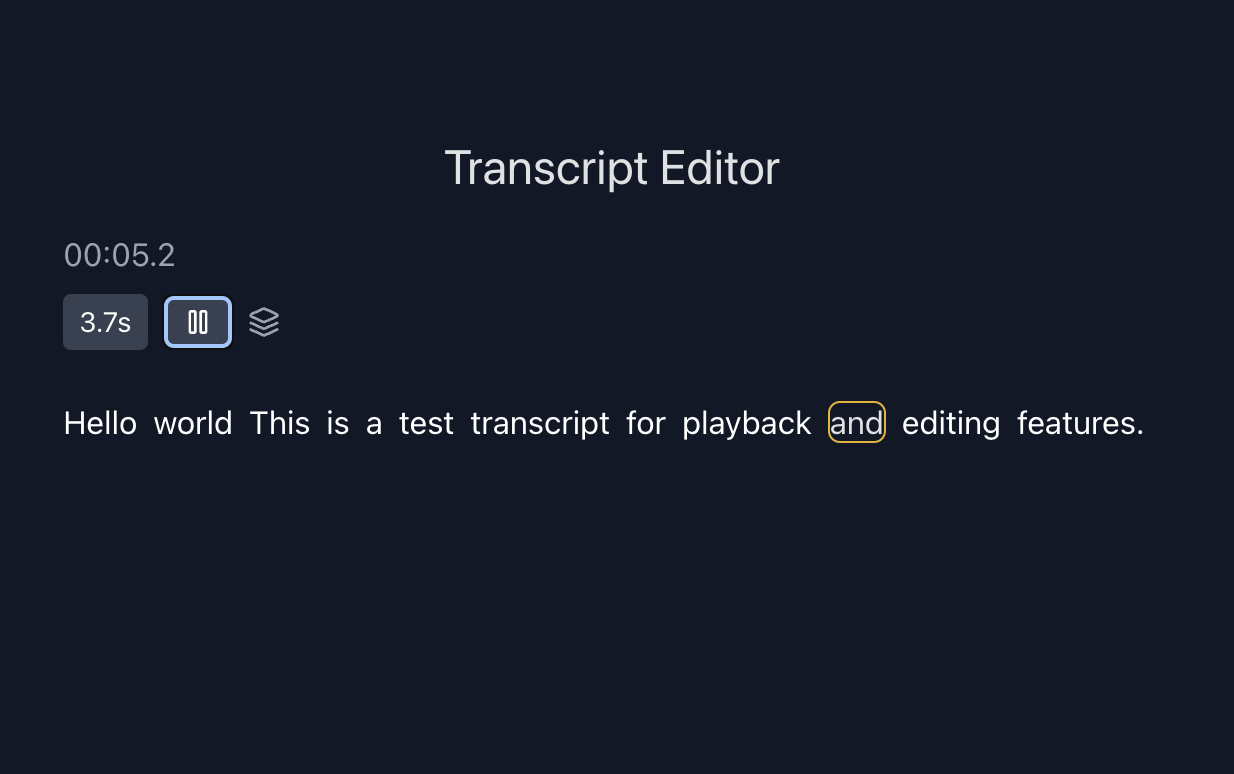 Transcript Editor
00:05.2
3.7s
Hello world This is a test transcript for playback and editing features.